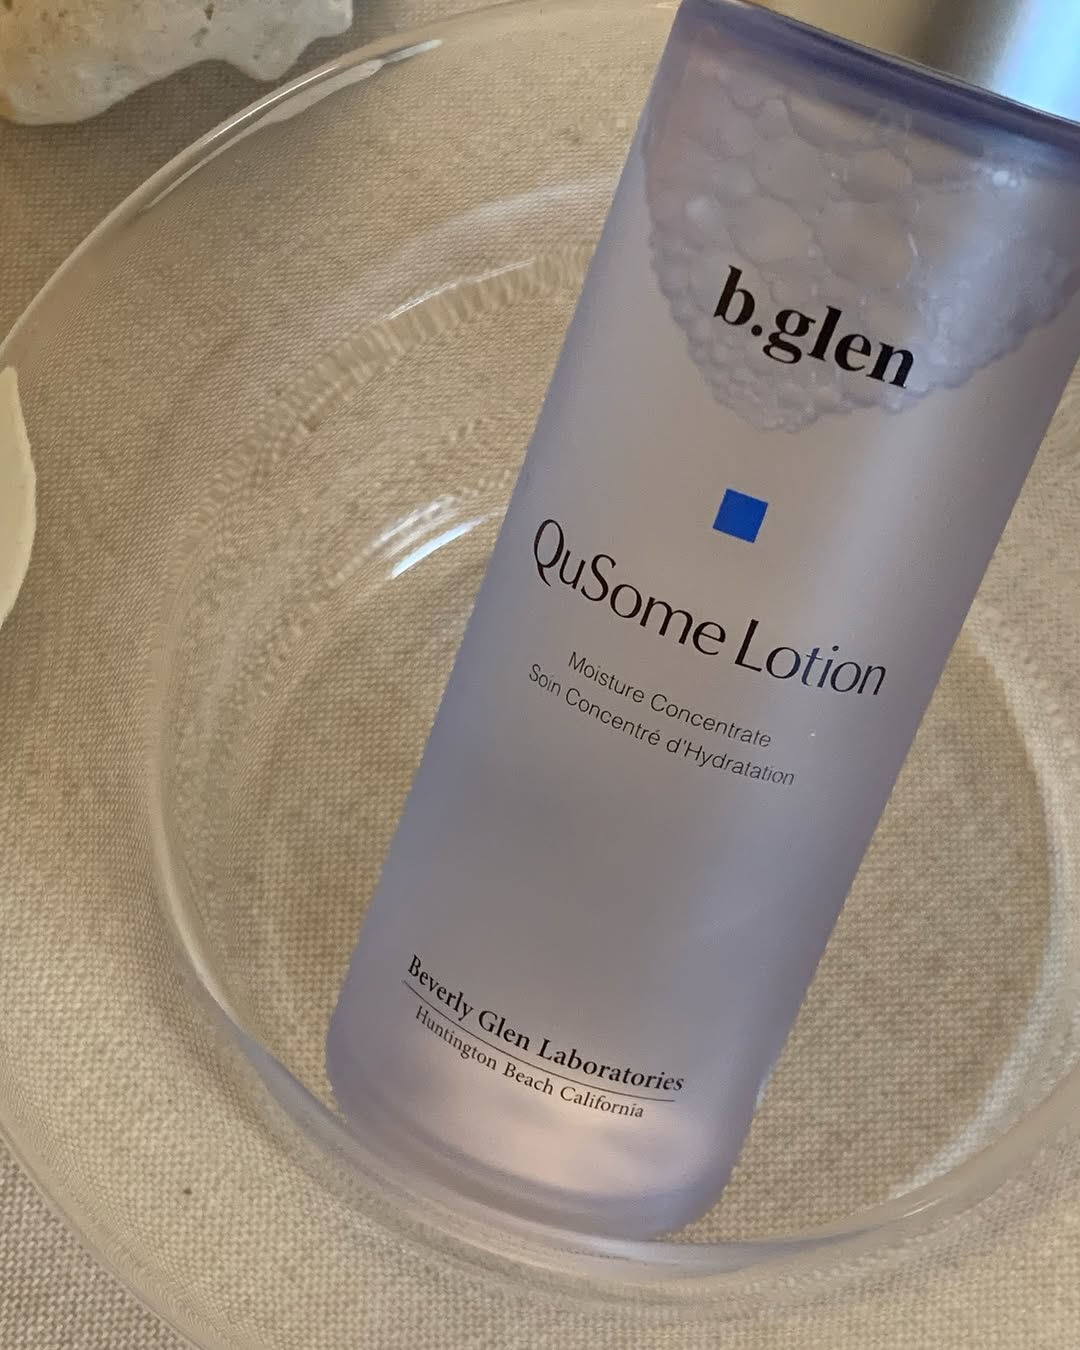 b.glen
QuSome Lotion
Moisture Concentrate
Soin Concentré d'Hydratation
Beverly Glen Laboratories
Huntington Beach California